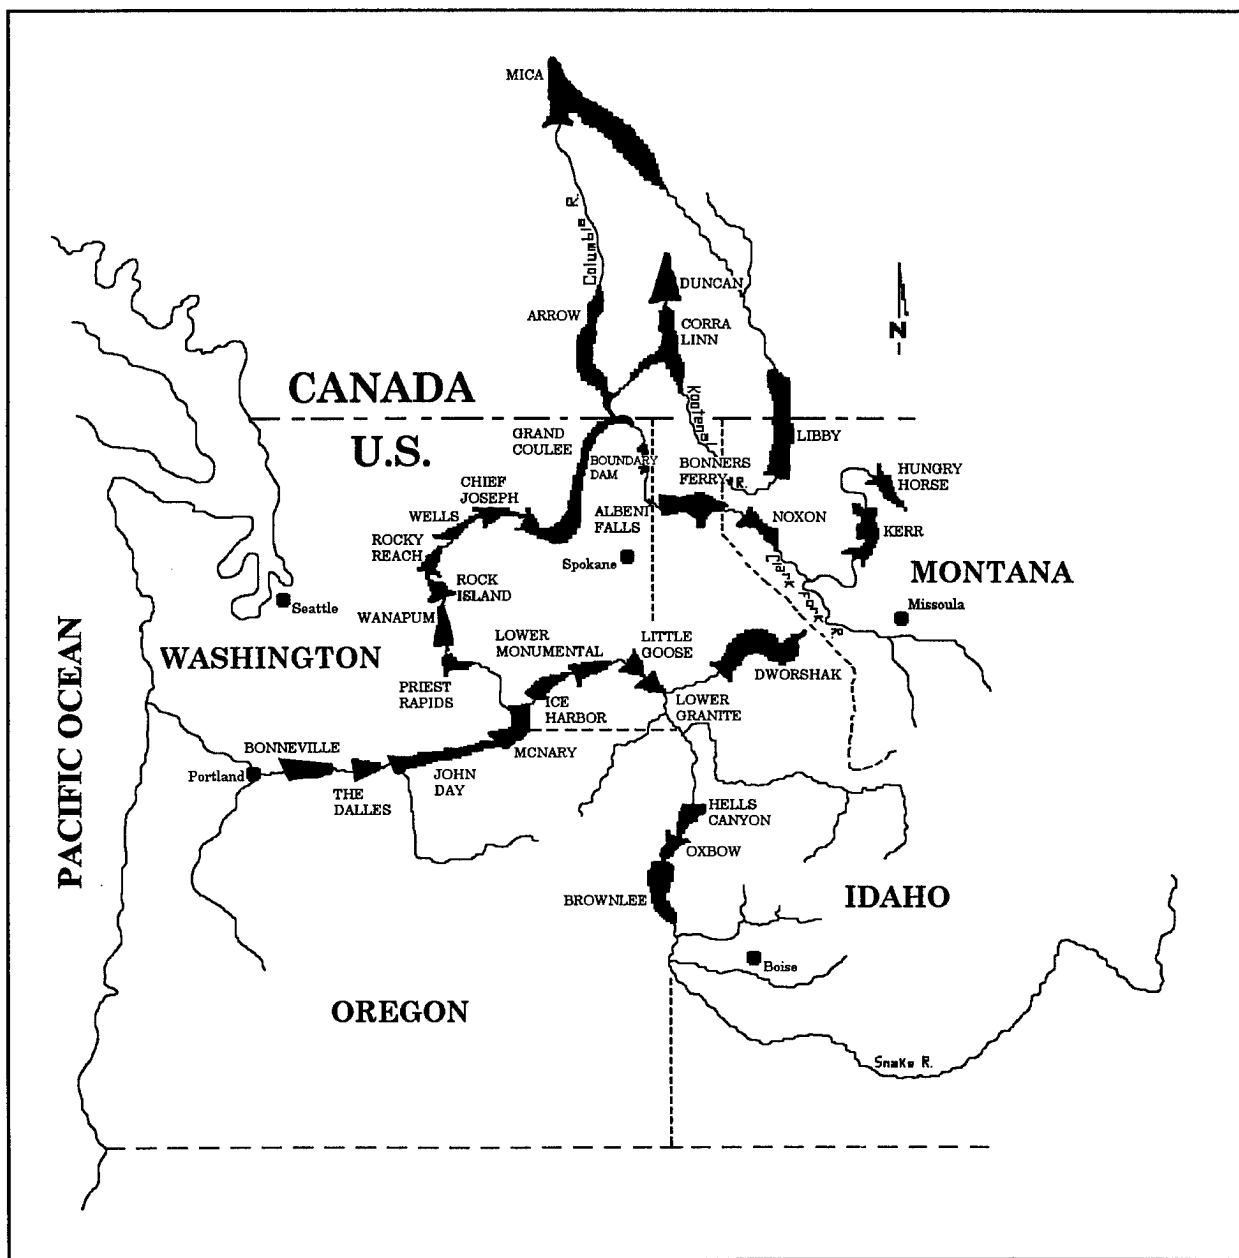 MICA
Columbia R.
DUNCAN
ARROW
CORRA
LINN
N
CANADA
Kootenai
R.
U.S.
GRAND
COULEE
LIBBY
BOUNDARY
DAM
BONNERS
FERRY
HUNGRY
HORSE
CHIEF
JOSEPH
WELLS
ALBENI
FALLS
NOXON
KERR
ROCKY
REACH
Spokane
ROCK
ISLAND
Clark Fork R.
MONTANA
Seattle
WANAPUM
Missoula
LOWER
MONUMENTAL
LITTLE
GOOSE
WASHINGTON
DWORSHAK
PRIEST
RAPIDS
ICE
HARBOR
LOWER
GRANITE
PACIFIC OCEAN
BONNEVILLE
MCNARY
Portland
JOHN
DAY
THE
DALLES
HELLS
CANYON
OXBOW
BROWNLEE
IDAHO
Boise
OREGON
Snake R.